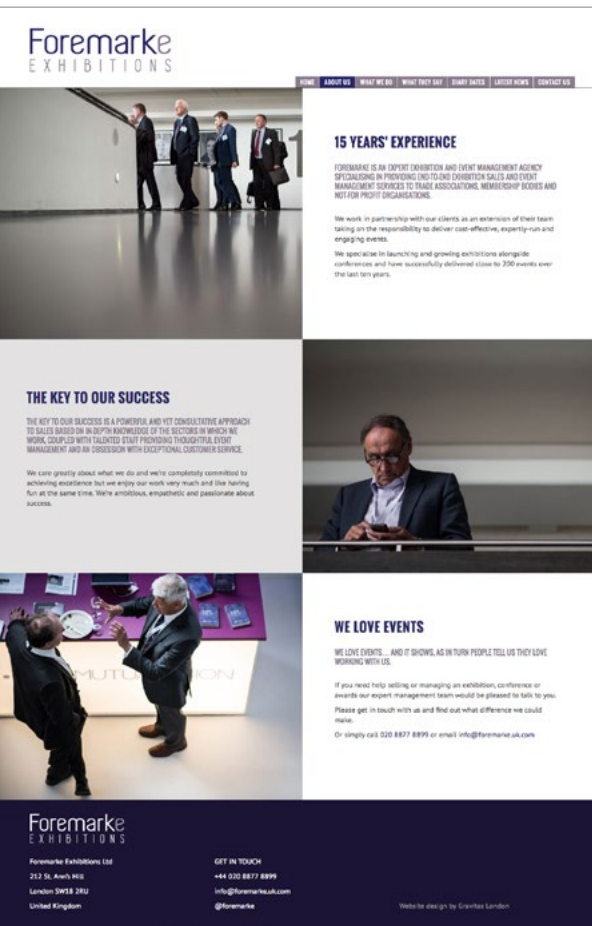 Foremarke
EXHIBITIONS
HOME ABOUT US WHAT WE DO WHAT THEY SAY DIARY DATES LATEST NEWS CONTACT US
15 YEARS' EXPERIENCE
FOREMARKE IS AN EXPERT EXHIBITION AND EVENT MANAGEMENT AGENCY
SPECIALISING IN PROVIDING END-TO-END EXHIBITION SALES AND EVENT
MANAGEMENT SERVICES TO TRADE ASSOCIATIONS, MEMBERSHIP BODIES AND
NOT-FOR PROFIT ORGANISATIONS.
We work in partnership with our clients as an extension of their team
taking on the responsibility to deliver cost-effective, expertly-run and
engaging events.
We specialise in launching and growing exhibitions alongside
conferences and have successfully delivered close to 200 events over
the last ten years.
THE KEY TO OUR SUCCESS
THE KEY TO OUR SUCCESS IS A POWERFUL AND YET CONSULTATIVE APPROACH
TO SALES BASED ON IN-DEPTH KNOWLEDGE OF THE SECTORS IN WHICH WE
WORK, COUPLED WITH TALENTED STAFF PROVIDING THOUGHTFUL EVENT
MANAGEMENT AND AN OBSESSION WITH EXCEPTIONAL CUSTOMER SERVICE.
We care greatly about what we do and we're completely committed to
achieving excellence but we enjoy our work very much and like having
fun at the same time. We're ambitious, empathetic and passionate about
success.
WE LOVE EVENTS
WE LOVE EVENTS.... AND IT SHOWS, AS IN TURN PEOPLE TELL US THEY LOVE
WORKING WITH US.
If you need help selling or managing an exhibition, conference or
awards our expert management team would be pleased to talk to you.
Please get in touch with us and find out what difference we could
make.
Or simply call 020 8877 8899 or email info@foremarke.uk.com
Foremarke
EXHIBITIONS
Foremarke Exhibitions Ltd
212 St. Ann's Hill
London SW18 2RU
United Kingdom
GET IN TOUCH
+44 020 8877 8899
info@foremarke.uk.com
@foremarke
Website design by Gravitas London